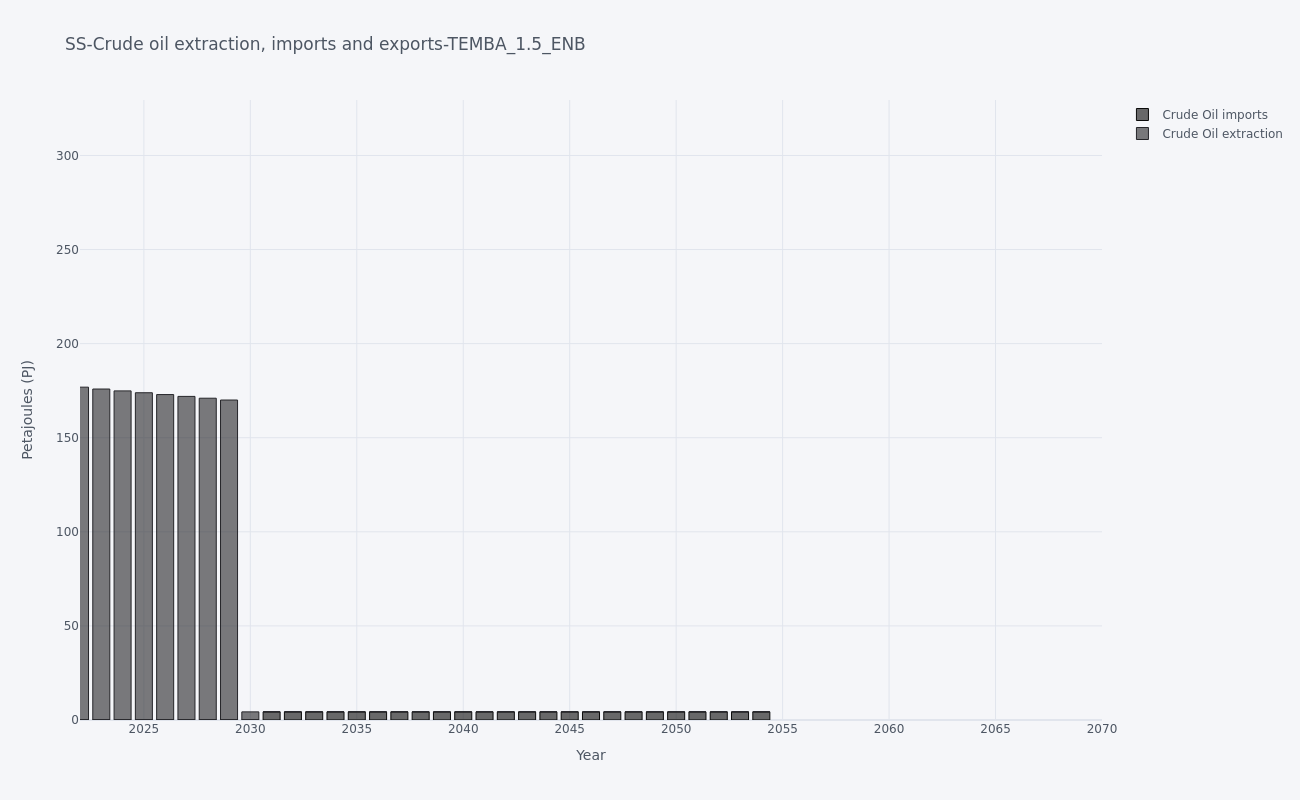 SS-Crude oil extraction, imports and exports-TEMBA_1.5_ENB
Crude Oil imports
Crude Oil extraction
300
250
200
150
100
50
0
Petajoules (PJ)
2025 2030 2035 2040 2045 2050 2055 2060 2065 2070
Year